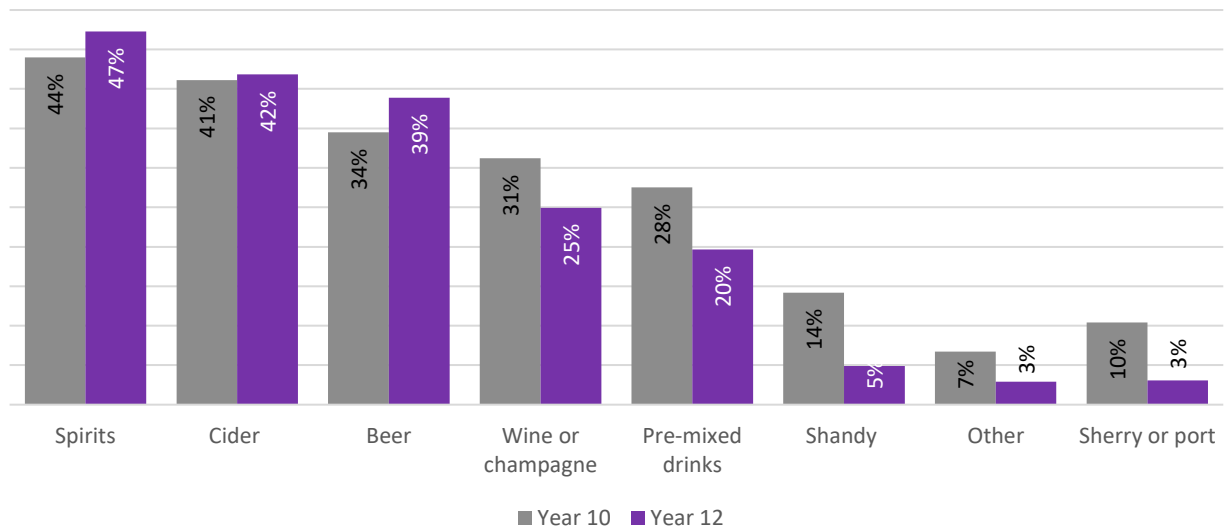 44%
47%
41%
42%
34%
39%
31%
25%
28%
20%
14%
5%
7%
3%
10%
3%
Spirits
Cider
Beer
Wine or
champagne
Pre-mixed
drinks
Shandy
Other
Sherry or port
Year 10
Year 12